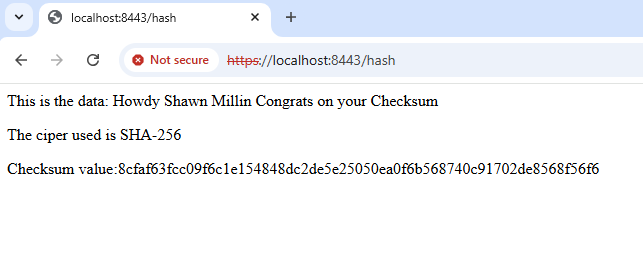 localhost:8443/hash
Not secure https://localhost:8443/hash
This is the data: Howdy Shawn Millin Congrats on your Checksum
The ciper used is SHA-256
Checksum value:8cfaf63fcc09f6c1e154848dc2de5e25050ea0f6b568740c91702de8568f56f6